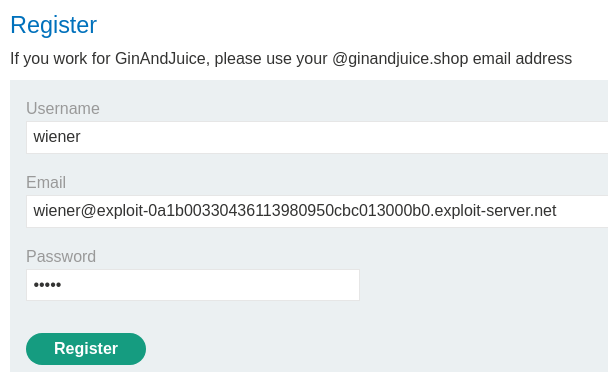 Register
If you work for GinAndJuice, please use your @ginandjuice.shop email address
Username
wiener
Email
wiener@exploit-0a1b00330436113980950cbc013000b0.exploit-server.net
Password
•••••
Register